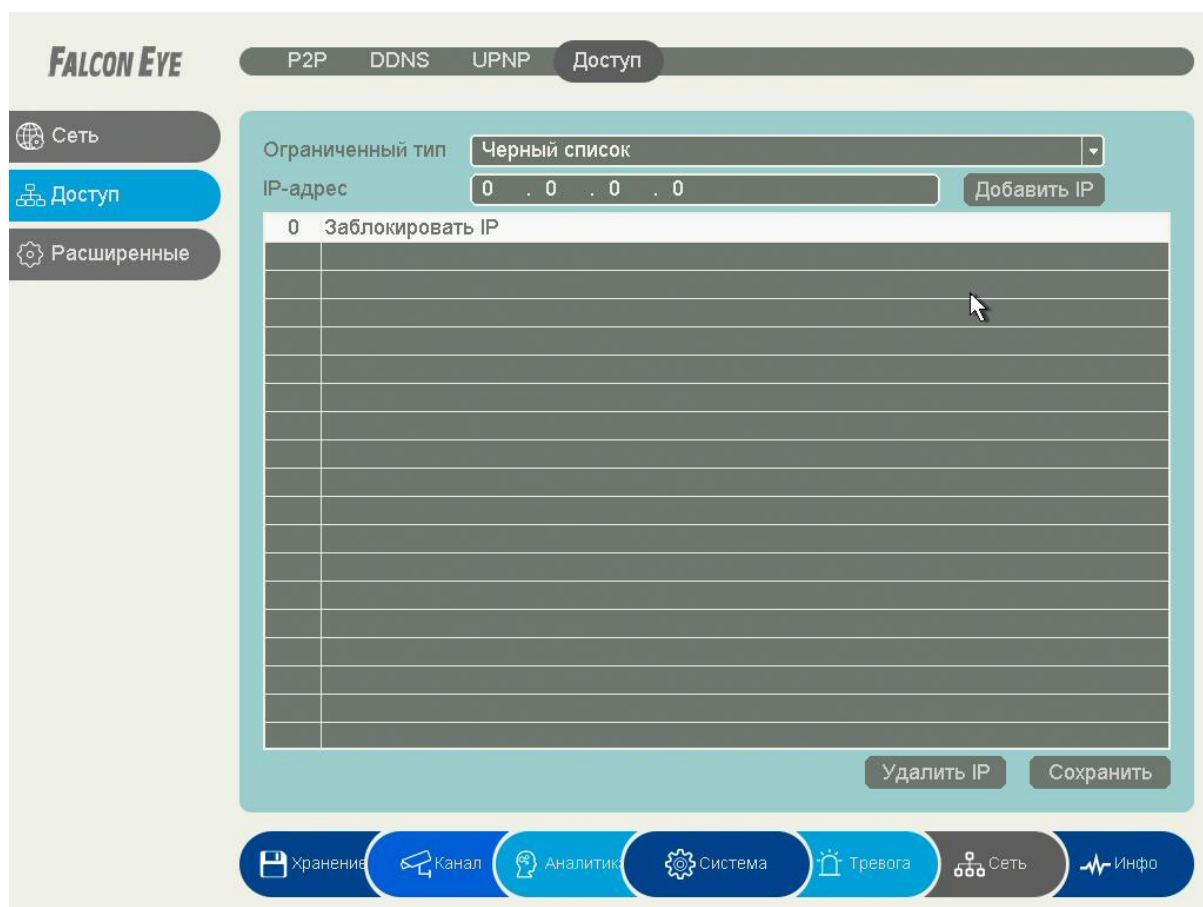 FALCON EYE
P2P DDNS UPNP Доступ
Сеть
Доступ
Расширенные
Ограниченный тип Черный список
IP-адрес 0 . 0 . 0 . 0 Добавить IP
0 Заблокировать IP
Удалить IP Сохранить
Хранение Канал Аналитик Система Тревога Сеть Инфо